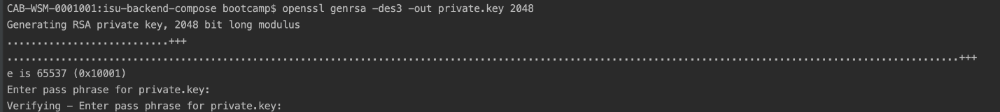 CAB-WSM-0001001:isu-backend-compose bootcamp$ openssl genrsa -des3 -out private.key 2048
Generating RSA private key, 2048 bit long modulus
...........................+++
................................................................................................................................................................+++
e is 65537 (0x10001)
Enter pass phrase for private.key:
Verifying - Enter pass phrase for private.key: